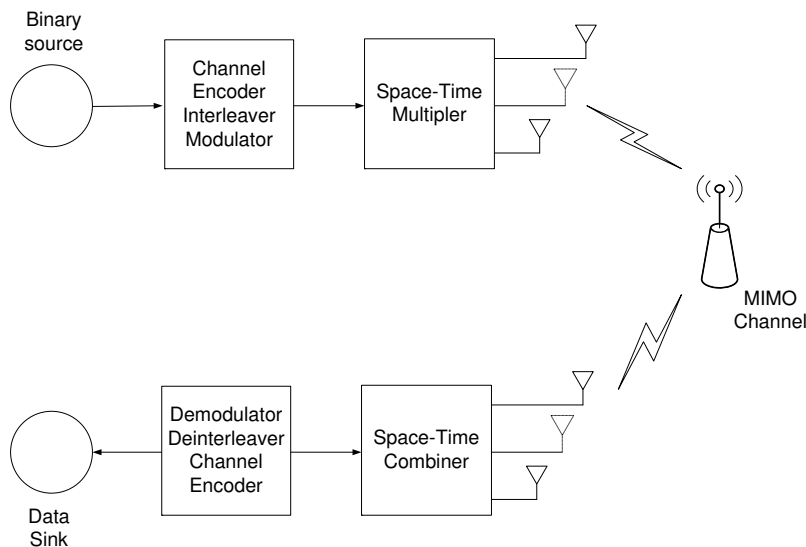 Binary
source
Channel
Encoder
Interleaver
Modulator
Space-Time
Multipler
MIMO
Channel
Demodulator
Deinterleaver
Channel
Encoder
Space-Time
Combiner
Data
Sink